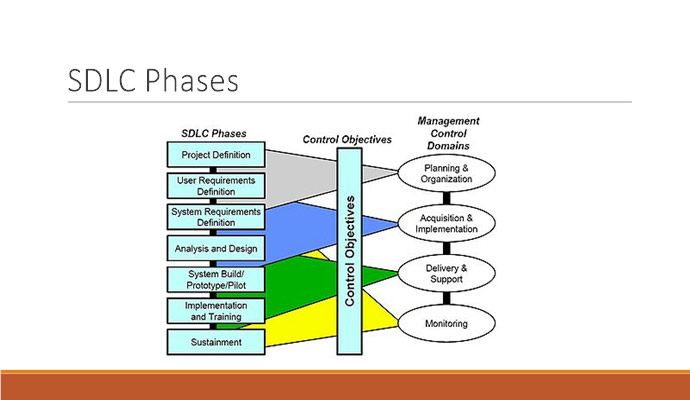 SDLC Phases
SDLC Phases
Project Definition
User Requirements
Definition
System Requirements
Definition
Analysis and Design
System Build/
Prototype/Pilot
Implementation
and Training
Sustainment
Control Objectives
Control Objectives
Management
Control
Domains
Planning &
Organization
Acquisition &
Implementation
Delivery &
Support
Monitoring